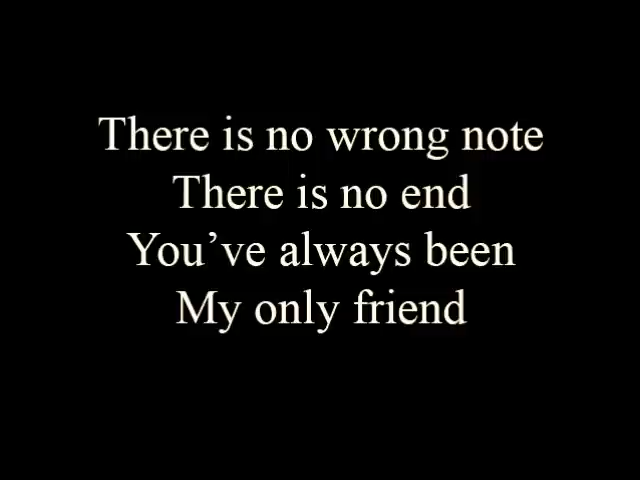 There is no wrong note
There is no end
You’ve always been
My only friend